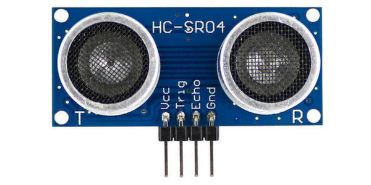 HC-SR04
Vcc
Trig
Echo
Gnd
T
R